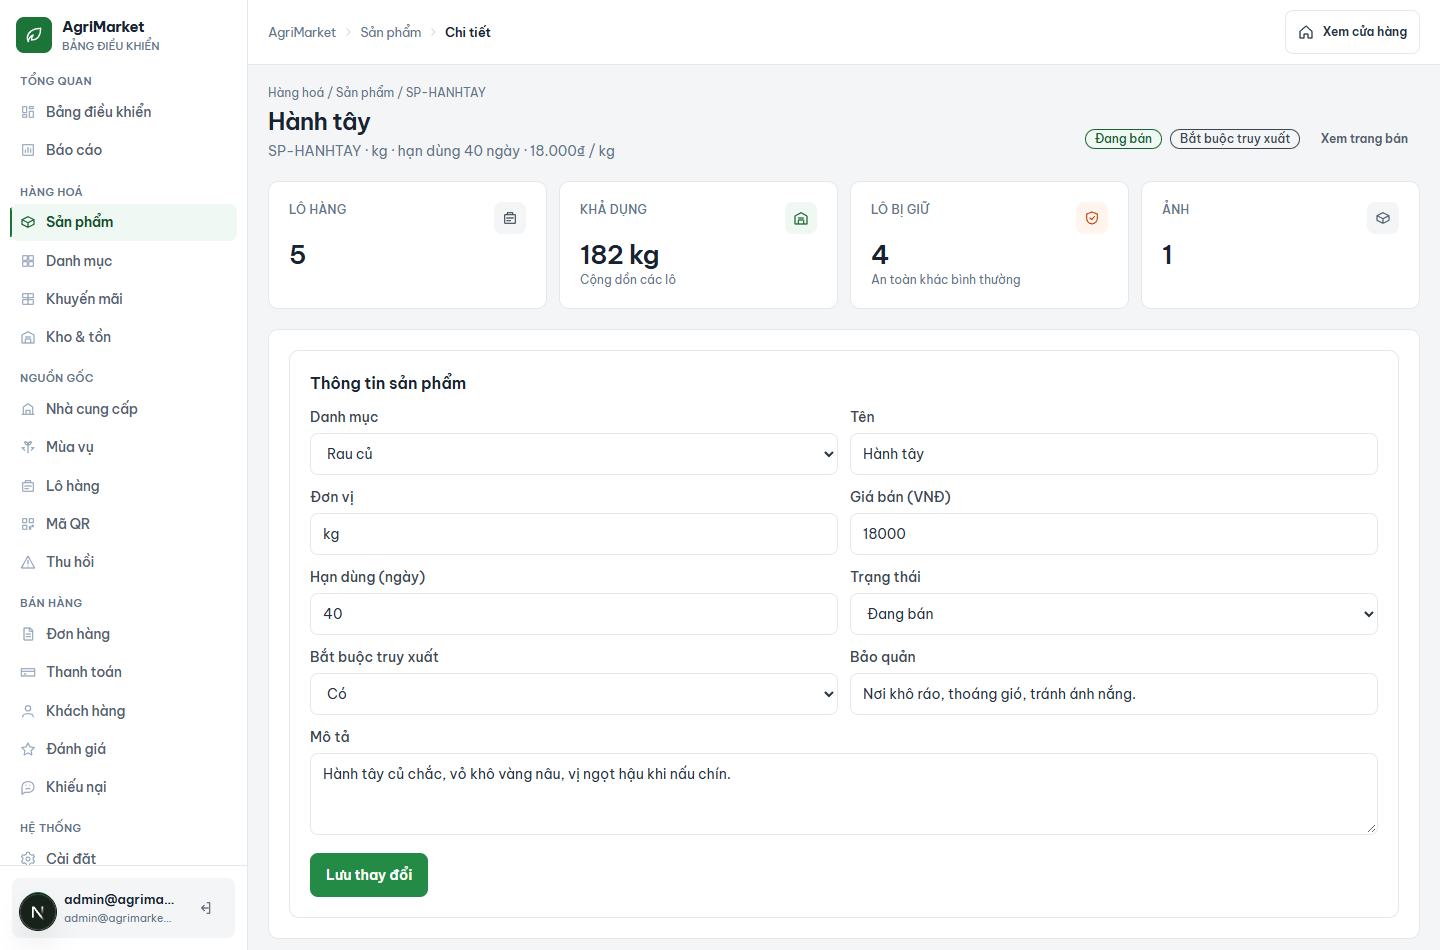 AgriMarket
BẢNG ĐIỀU KHIỂN
TỔNG QUAN
Bảng điều khiển
Báo cáo
HÀNG HOÁ
Sản phẩm
Danh mục
Khuyến mãi
Kho & tồn
NGUỒN GỐC
Nhà cung cấp
Mùa vụ
Lô hàng
Mã QR
Thu hồi
BÁN HÀNG
Đơn hàng
Thanh toán
Khách hàng
Đánh giá
Khiếu nại
HỆ THỐNG
Cài đặt
N
admin@agrima...
admin@agrimarke...
AgriMarket > Sản phẩm > Chi tiết
Xem cửa hàng
Hàng hoá / Sản phẩm / SP-HANHTAY
Hành tây
SP-HANHTAY · kg · hạn dùng 40 ngày · 18.000₫ / kg
Đang bán
Bắt buộc truy xuất
Xem trang bán
LÔ HÀNG
5
KHẢ DỤNG
182 kg
Cộng dồn các lô
LÔ BỊ GIỮ
4
An toàn khác bình thường
ẢNH
1
Thông tin sản phẩm
Danh mục
Rau củ
Tên
Hành tây
Đơn vị
kg
Giá bán (VNĐ)
18000
Hạn dùng (ngày)
40
Trạng thái
Đang bán
Bắt buộc truy xuất
Có
Bảo quản
Nơi khô ráo, thoáng gió, tránh ánh nắng.
Mô tả
Hành tây củ chắc, vỏ khô vàng nâu, vị ngọt hậu khi nấu chín.
Lưu thay đổi